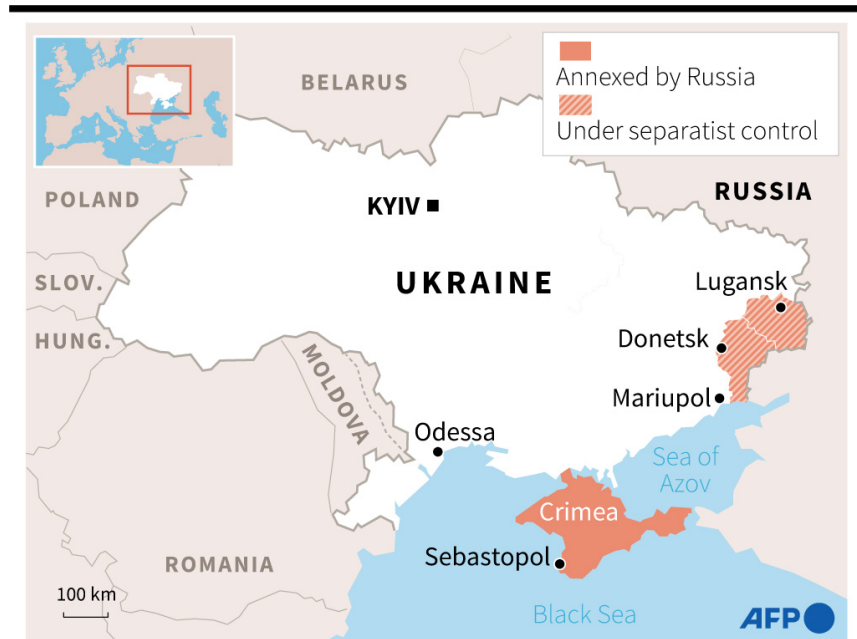 BELARUS
Annexed by Russia
Under separatist control
POLAND
KYIV
RUSSIA
SLOV.
UKRAINE
Lugansk
HUNG.
Donetsk
MOLDOVA
Mariupol
Odessa
Sea of
Azov
Crimea
ROMANIA
Sebastopol
100 km
Black Sea
AFP